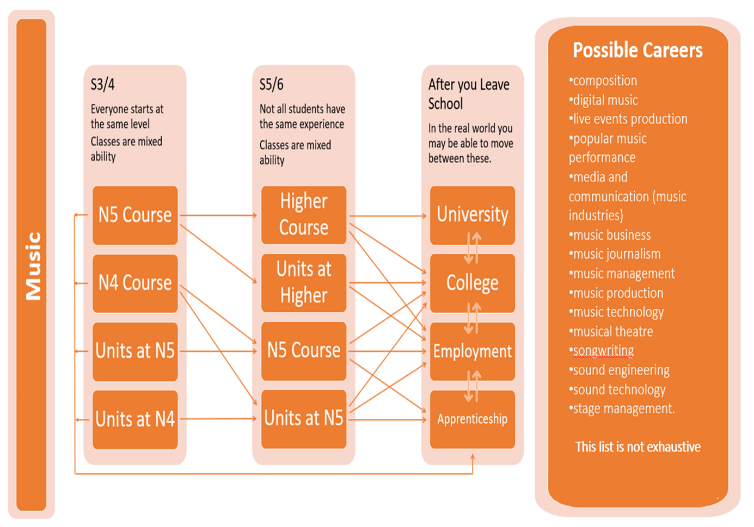 Music
S3/4
Everyone starts at
the same level
Classes are mixed
ability
N5 Course
N4 Course
Units at N5
Units at N4
S5/6
Not all students have
the same experience
Classes are mixed
ability
Higher
Course
Units at
Higher
N5 Course
Units at N5
After you Leave
School
In the real world you
may be able to move
between these.
University
College
Employment
Apprenticeship
Possible Careers
•composition
•digital music
•live events production
•popular music
performance
•media and
communication (music
industries)
•music business
•music journalism
•music management
•music production
•music technology
•musical theatre
•songwriting
•sound engineering
•sound technology
•stage management.
This list is not exhaustive